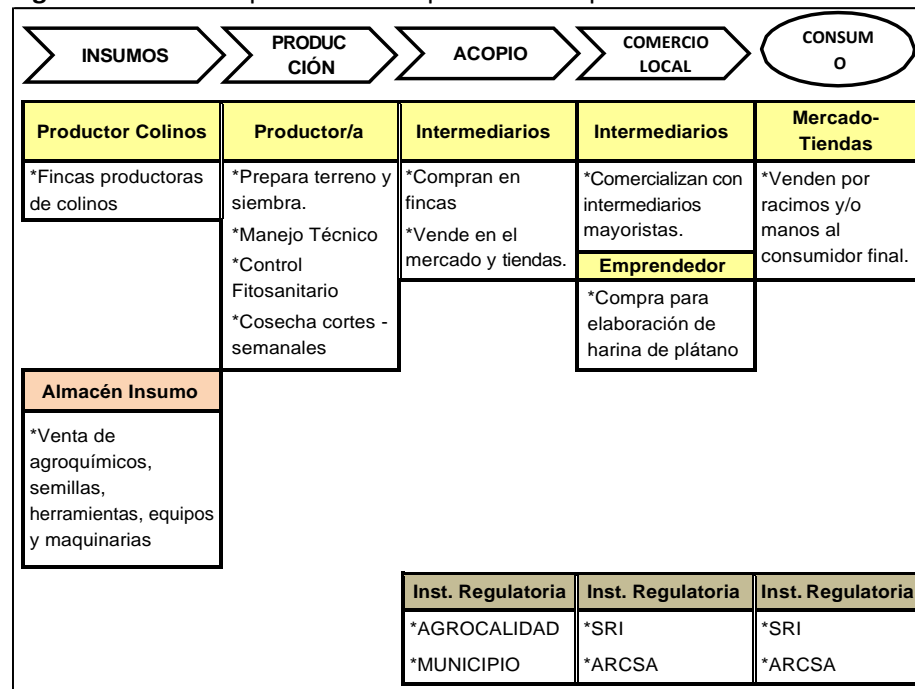 INSUMOS
PRODUC
CIÓN
ACOPIO
COMERCIO
LOCAL
CONSUM
O
Productor Colinos
*Fincas productoras
de colinos
Productor/a
*Prepara terreno y
siembra.
*Manejo Técnico
*Control
Fitosanitario
*Cosecha cortes -
semanales
Intermediarios
*Compran en
fincas
*Vende en el
mercado y tiendas.
Intermediarios
*Comercializan con
intermediarios
mayoristas.
Emprendedor
*Compra para
elaboración de
harina de plátano
Mercado-
Tiendas
*Venden por
racimos y/o
manos al
consumidor final.
Almacén Insumo
*Venta de
agroquímicos,
semillas,
herramientas, equipos
y maquinarias
Inst. Regulatoria
*AGROCALIDAD
*MUNICIPIO
Inst. Regulatoria
*SRI
*ARCSA
Inst. Regulatoria
*SRI
*ARCSA